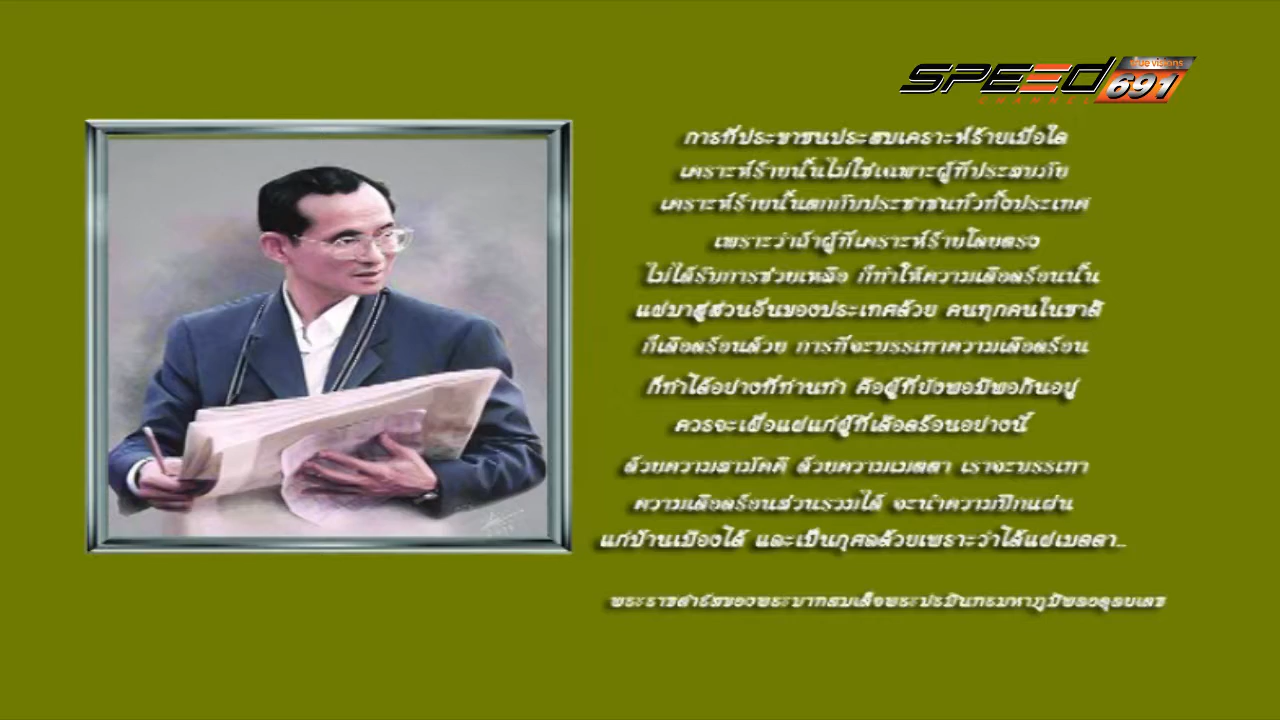 SPEED
true visions
691
CHANNEL
การที่ประชาชนประสบเคราะห์ร้ายเมื่อใด
เคราะห์ร้ายนั้นไม่ใช่เฉพาะผู้ที่ประสบภัย
เคราะห์ร้ายนั้นตกกับประชาชนทั่วทั้งประเทศ
เพราะว่าถ้าผู้ที่เคราะห์ร้ายโดยตรง
ไม่ได้รับการช่วยเหลือ ก็ทำให้ความเดือดร้อนนั้น
แผ่มาสู่ส่วนอื่นของประเทศด้วย คนทุกคนในชาติ
ก็เดือดร้อนด้วย การที่จะบรรเทาความเดือดร้อน
ก็ทำได้อย่างที่ท่านทำ คือผู้ที่ยังพอมีพอกินอยู่
ควรจะเผื่อแผ่แก่ผู้ที่เดือดร้อนอย่างนี้
ด้วยความสามัคคี ด้วยความเมตตา เราจะบรรเทา
ความเดือดร้อนส่วนรวมได้ จะนำความปึกแผ่น
แก่บ้านเมืองได้ และเป็นกุศลด้วยเพราะว่าได้แผ่เมตตา...
พระราชดำรัสของพระบาทสมเด็จพระปรมินทรมหาภูมิพลอดุลยเดช